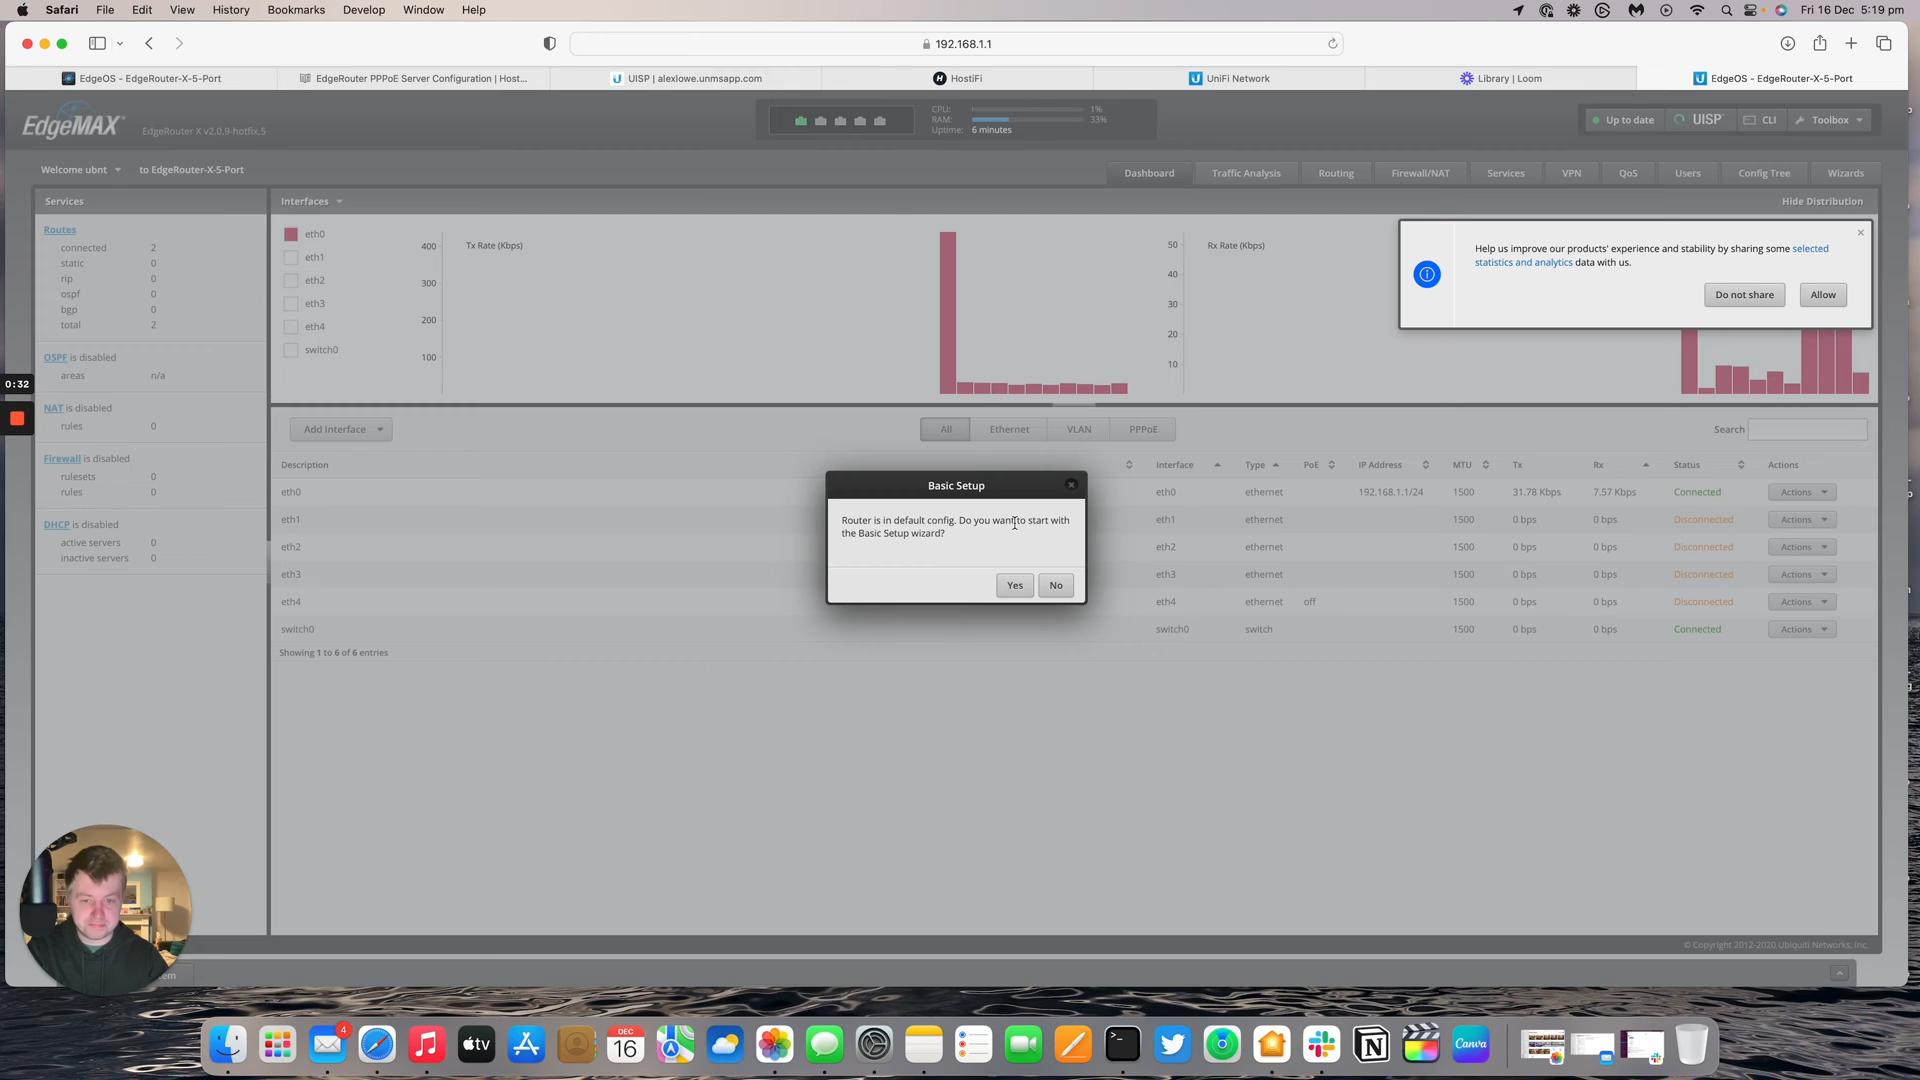 Safari File Edit View History Bookmarks Develop Window Help
Fri 16 Dec 5:19 pm
192.168.1.1
EdgeOS - EdgeRouter-X-5-Port
EdgeRouter PPPoE Server Configuration | Host...
UISP | alexlowe.unmsapp.com
HostiFi
UniFi Network
Library | Loom
EdgeOS - EdgeRouter-X-5-Port
EdgeMAX EdgeRouter X v2.0.9-hotfix.5
CPU: 1%
RAM: 33%
Uptime: 6 minutes
Up to date
UISP
CLI
Toolbox
Welcome ubnt to EdgeRouter-X-5-Port
Dashboard Traffic Analysis Routing Firewall/NAT Services VPN QoS Users Config Tree Wizards
Services
Routes
connected 2
static 0
rip 0
ospf 0
bgp 0
total 2
OSPF is disabled
areas n/a
NAT is disabled
rules 0
Firewall is disabled
rulesets 0
rules 0
DHCP is disabled
active servers 0
inactive servers 0
0:32
Interfaces
Hide Distribution
eth0
eth1
eth2
eth3
eth4
switch0
Tx Rate (Kbps)
400
300
200
100
Rx Rate (Kbps)
50
40
30
20
10
Help us improve our products' experience and stability by sharing some selected
statistics and analytics data with us.
Do not share
Allow
Add Interface
All Ethernet VLAN PPPoE
Search
Description Interface Type PoE IP Address MTU Tx Rx Status Actions
eth0 eth0 ethernet 192.168.1.1/24 1500 31.78 Kbps 7.57 Kbps Connected Actions
eth1 eth1 ethernet 1500 0 bps 0 bps Disconnected Actions
eth2 eth2 ethernet 1500 0 bps 0 bps Disconnected Actions
eth3 eth3 ethernet 1500 0 bps 0 bps Disconnected Actions
eth4 eth4 ethernet off 1500 0 bps 0 bps Disconnected Actions
switch0 switch0 switch 1500 0 bps 0 bps Connected Actions
Showing 1 to 6 of 6 entries
Basic Setup
Router is in default config. Do you want to start with
the Basic Setup wizard?
Yes
No
© Copyright 2012-2020 Ubiquiti Networks, Inc.
4
tv
DEC
16
Canva